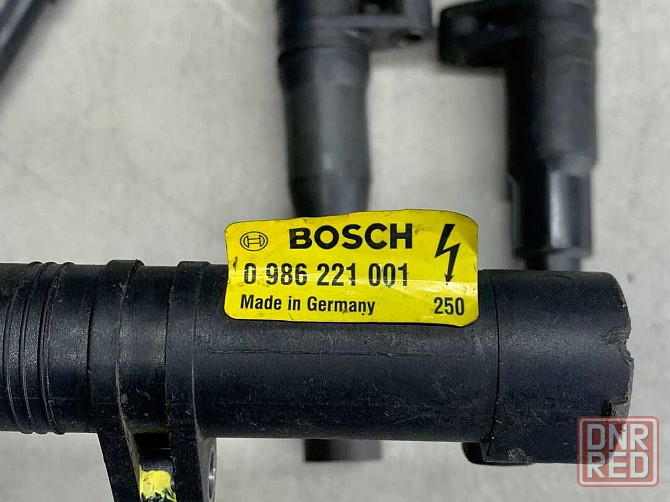 BOSCH
0 986 221 001
Made in Germany 250
DNR
RED